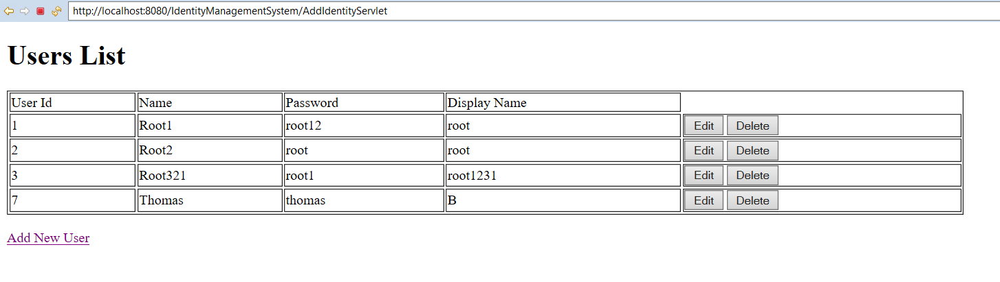 http://localhost:8080/IdentityManagementSystem/AddIdentityServlet
Users List
User Id Name Password Display Name
1 Root1 root12 root Edit Delete
2 Root2 root root Edit Delete
3 Root321 root1 root1231 Edit Delete
7 Thomas thomas B Edit Delete
Add New User